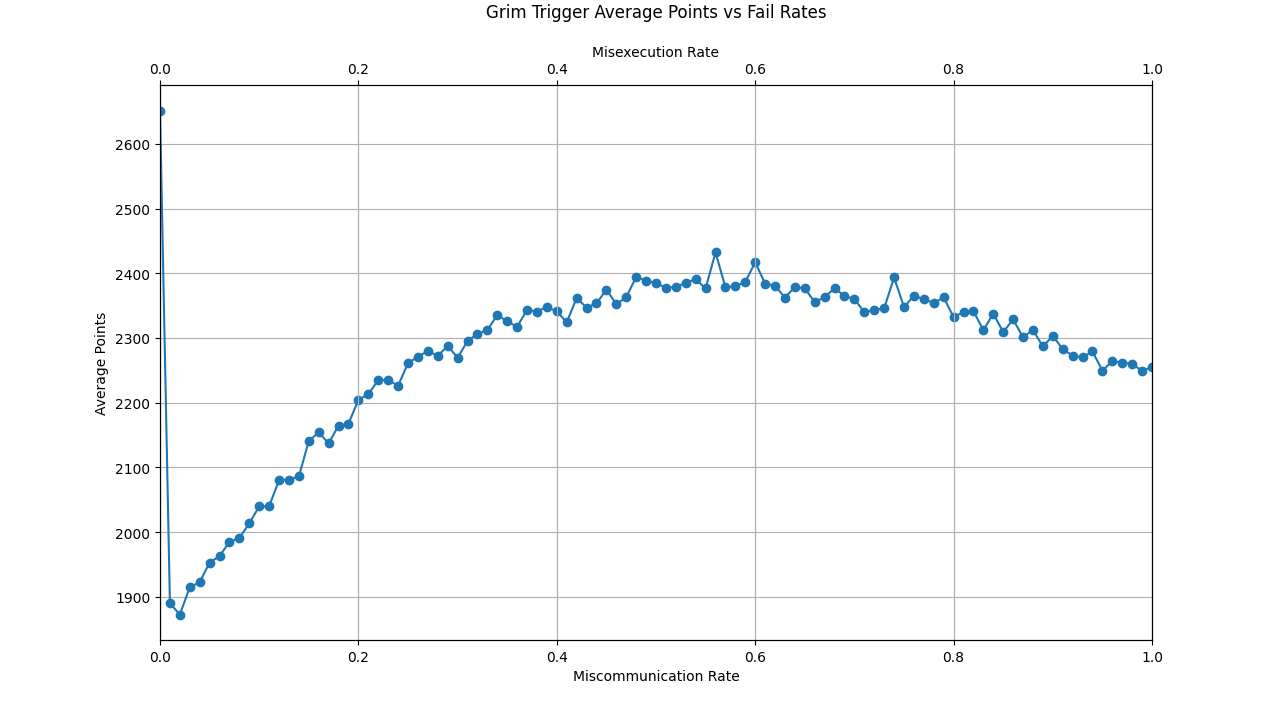 Grim Trigger Average Points vs Fail Rates
Misexecution Rate
0.0 0.2 0.4 0.6 0.8 1.0
2600
2500
2400
2300
2200
2100
2000
1900
Average Points
0.0 0.2 0.4 0.6 0.8 1.0
Miscommunication Rate